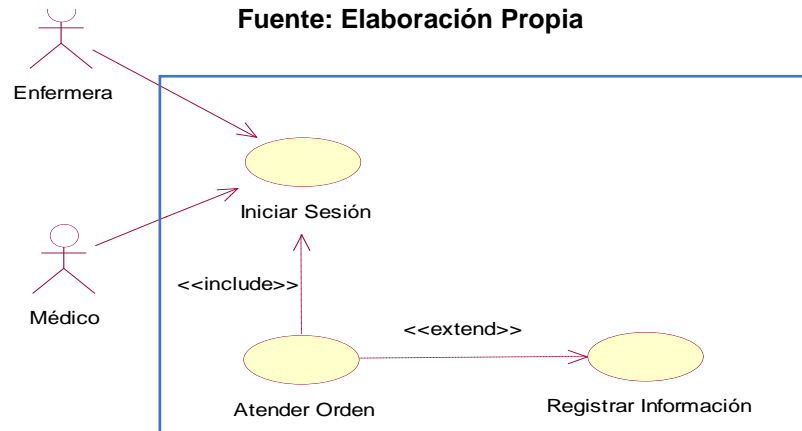 Fuente: Elaboración Propia
Enfermera
Iniciar Sesión
<<include>>
Médico
<<extend>>
Atender Orden
Registrar Información